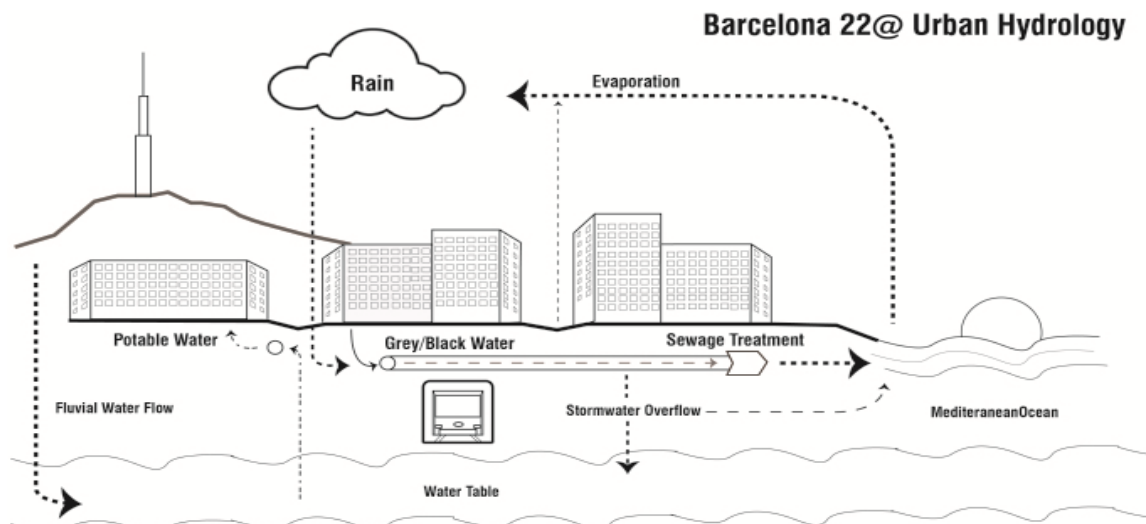 Barcelona 22@ Urban Hydrology
Rain
Evaporation
Potable Water
Grey/Black Water
Sewage Treatment
Fluvial Water Flow
Stormwater Overflow
MediteraneanOcean
Water Table